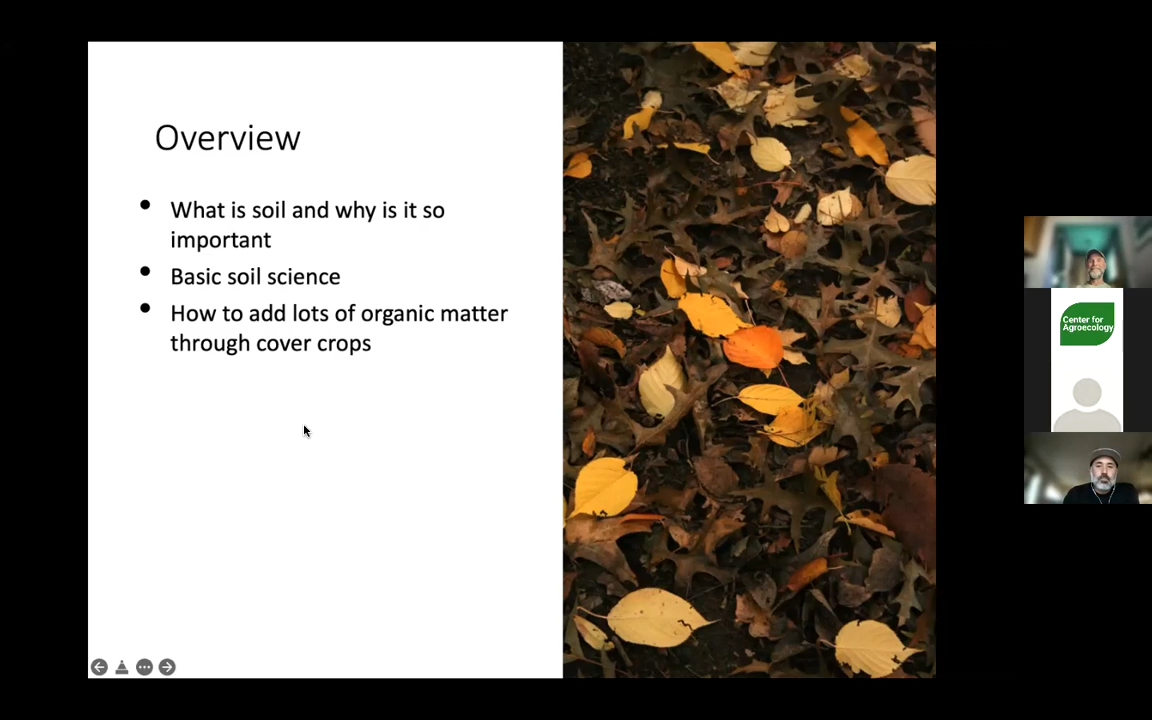 Overview
• What is soil and why is it so
important
• Basic soil science
• How to add lots of organic matter
through cover crops
Center for
Agroecology